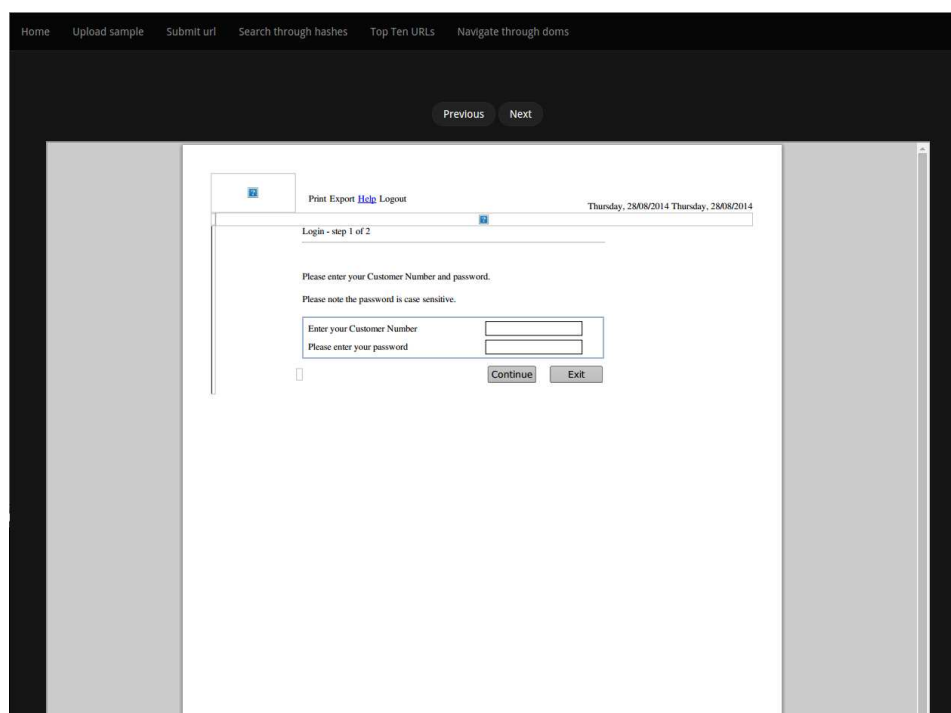 Home Upload sample Submit url Search through hashes Top Ten URLs Navigate through doms
Previous Next
Print Export Help Logout
Thursday, 28/08/2014 Thursday, 28/08/2014
Login - step 1 of 2
Please enter your Customer Number and password.
Please note the password is case sensitive.
Enter your Customer Number
Please enter your password
Continue Exit